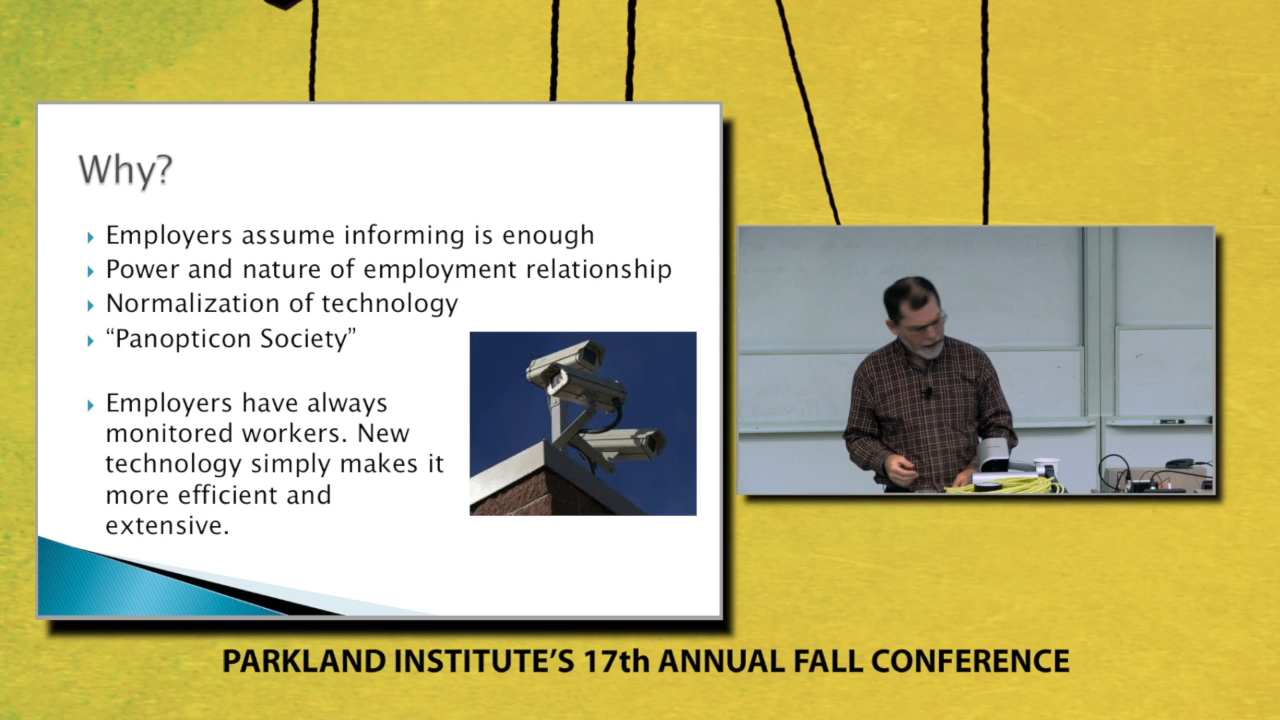 Why?
Employers assume informing is enough
Power and nature of employment relationship
Normalization of technology
“Panopticon Society”
Employers have always
monitored workers. New
technology simply makes it
more efficient and
extensive.
PARKLAND INSTITUTE’S 17th ANNUAL FALL CONFERENCE